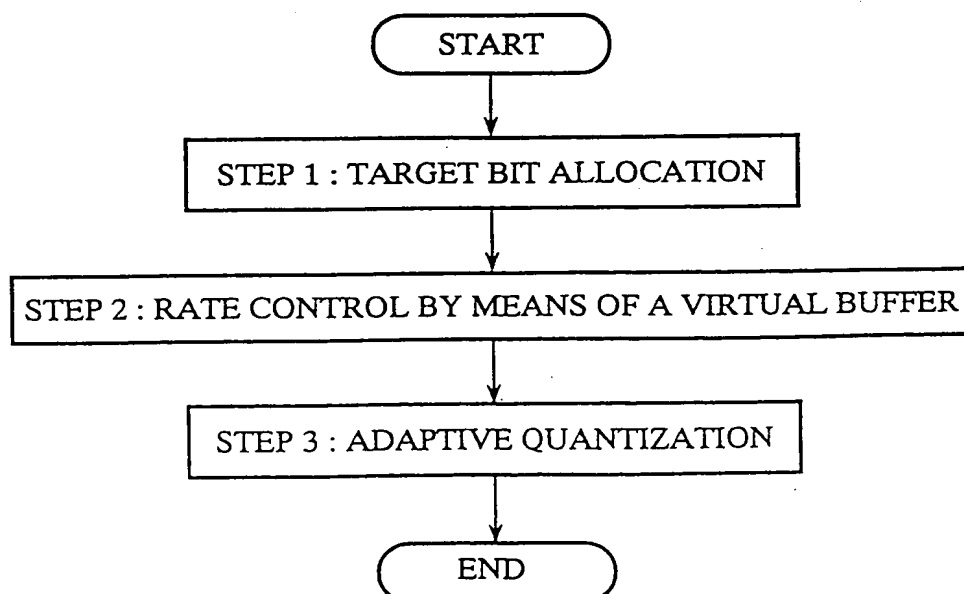 START
STEP 1 : TARGET BIT ALLOCATION
STEP 2 : RATE CONTROL BY MEANS OF A VIRTUAL BUFFER
STEP 3 : ADAPTIVE QUANTIZATION
END